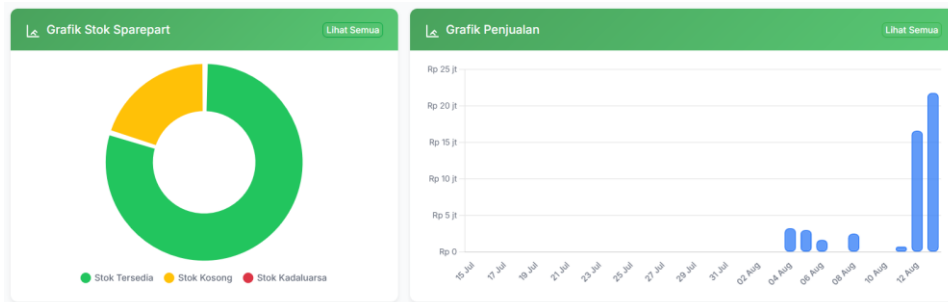 Grafik Stok Sparepart
Lihat Semua
Stok Tersedia
Stok Kosong
Stok Kadaluarsa
Grafik Penjualan
Lihat Semua
Rp 25 jt
Rp 20 jt
Rp 15 jt
Rp 10 jt
Rp 5 jt
Rp 0
15 Jul
17 Jul
19 Jul
21 Jul
23 Jul
25 Jul
27 Jul
29 Jul
31 Jul
02 Aug
04 Aug
06 Aug
08 Aug
10 Aug
12 Aug